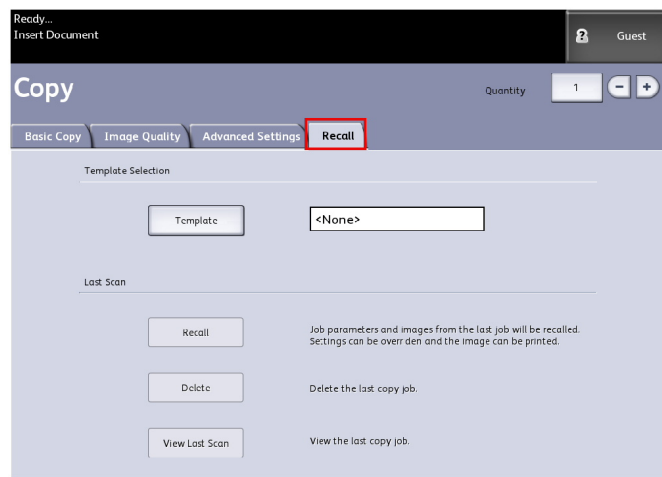 Ready...
Insert Document
Guest
Copy
Quantity
1
- +
Basic Copy Image Quality Advanced Settings Recall
Template Selection
Template
<None>
Last Scan
Recall
Job parameters and images from the last job will be recalled.
Settings can be overr den and the image can be printed.
Delete
Delete the last copy job.
View Last Scan
View the last copy job.